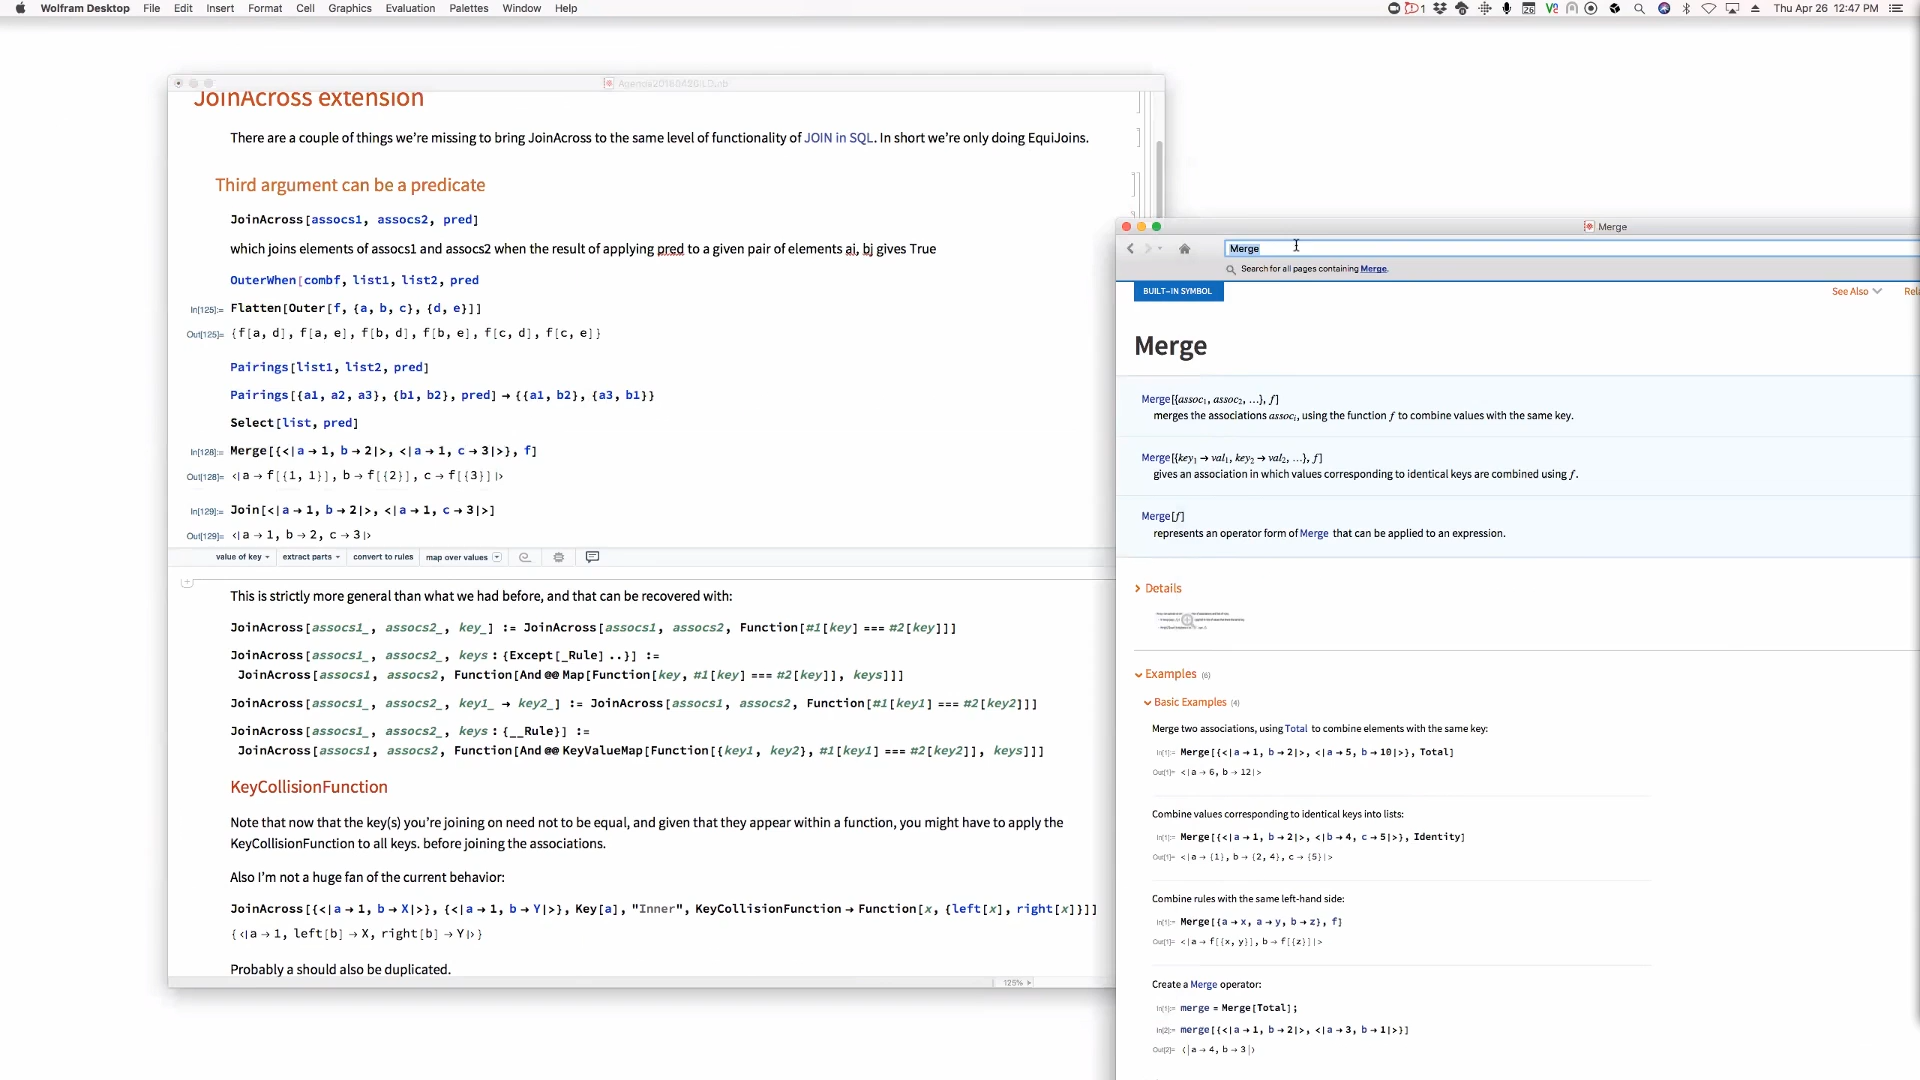 Wolfram Desktop File Edit Insert Format Cell Graphics Evaluation Palettes Window Help
Thu Apr 26 12:47 PM
JoinAcross extension
There are a couple of things we're missing to bring JoinAcross to the same level of functionality of JOIN in SQL. In short we're only doing EquiJoins.
Third argument can be a predicate
JoinAcross[assocs1, assocs2, pred]
which joins elements of assocs1 and assocs2 when the result of applying pred to a given pair of elements ai, bj gives True
OuterWhen[combf, list1, list2, pred
In[125]:= Flatten[Outer[f, {a, b, c}, {d, e}]]
Out[125]= {f[a, d], f[a, e], f[b, d], f[b, e], f[c, d], f[c, e]}
Pairings[list1, list2, pred]
Pairings[{a1, a2, a3}, {b1, b2}, pred] → {{a1, b2}, {a3, b1}}
Select[list, pred]
In[128]:= Merge[{<|a → 1, b → 2|>, <|a → 1, c → 3|>}, f]
Out[128]= <|a → f[{1, 1}], b → f[{2}], c → f[{3}]|>
In[129]:= Join[<|a → 1, b → 2|>, <|a → 1, c → 3|>]
Out[129]= <|a → 1, b → 2, c → 3|>
value of key extract parts convert to rules map over values
This is strictly more general than what we had before, and that can be recovered with:
JoinAcross[assocs1_, assocs2_, key_] := JoinAcross[assocs1, assocs2, Function[#1[key] === #2[key]]]
JoinAcross[assocs1_, assocs2_, keys : {Except[_Rule] ..}] :=
JoinAcross[assocs1, assocs2, Function[And @@ Map[Function[key, #1[key] === #2[key]], keys]]]
JoinAcross[assocs1_, assocs2_, key1_ → key2_] := JoinAcross[assocs1, assocs2, Function[#1[key1] === #2[key2]]]
JoinAcross[assocs1_, assocs2_, keys : {__Rule}] :=
JoinAcross[assocs1, assocs2, Function[And @@ KeyValueMap[Function[{key1, key2}, #1[key1] === #2[key2]], keys]]]
KeyCollisionFunction
Note that now that the key(s) you're joining on need not to be equal, and given that they appear within a function, you might have to apply the
KeyCollisionFunction to all keys. before joining the associations.
Also I'm not a huge fan of the current behavior:
JoinAcross[{<|a → 1, b → X|>}, {<|a → 1, b → Y|>}, Key[a], "Inner", KeyCollisionFunction → Function[x, {left[x], right[x]}]]
{<|a → 1, left[b] → X, right[b] → Y|>}
Probably a should also be duplicated.
125%
Merge
Merge
Search for all pages containing Merge.
BUILT-IN SYMBOL
See Also
Merge
Merge[{assoc1, assoc2, …}, f]
merges the associations associ, using the function f to combine values with the same key.
Merge[{key1 → val1, key2 → val2, …}, f]
gives an association in which values corresponding to identical keys are combined using f.
Merge[f]
represents an operator form of Merge that can be applied to an expression.
Details
Examples (6)
Basic Examples (4)
Merge two associations, using Total to combine elements with the same key:
In[1]:= Merge[{<|a → 1, b → 2|>, <|a → 5, b → 10|>}, Total]
Out[1]= <|a → 6, b → 12|>
Combine values corresponding to identical keys into lists:
In[1]:= Merge[{<|a → 1, b → 2|>, <|b → 4, c → 5|>}, Identity]
Out[1]= <|a → {1}, b → {2, 4}, c → {5}|>
Combine rules with the same left-hand side:
In[1]:= Merge[{a → x, a → y, b → z}, f]
Out[1]= <|a → f[{x, y}], b → f[{z}]|>
Create a Merge operator:
In[1]:= merge = Merge[Total];
In[2]:= merge[{<|a → 1, b → 2|>, <|a → 3, b → 1|>}]
Out[2]= <|a → 4, b → 3|>